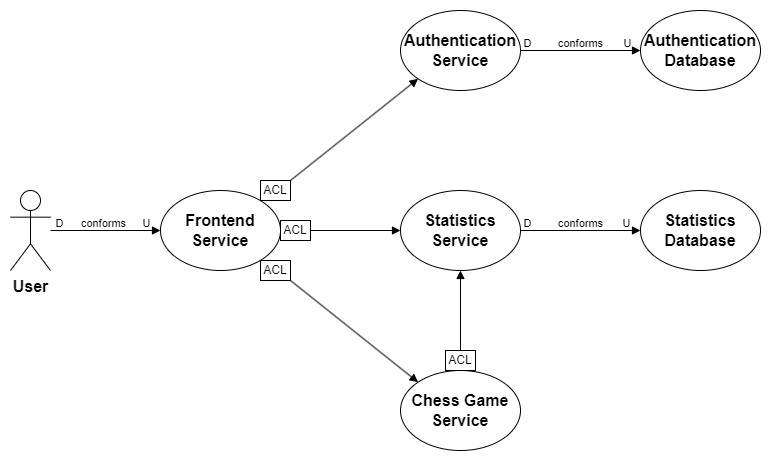 Authentication
Service
D
conforms
U
Authentication
Database
ACL
User
D
conforms
U
Frontend
Service
ACL
Statistics
Service
D
conforms
U
Statistics
Database
ACL
ACL
Chess Game
Service